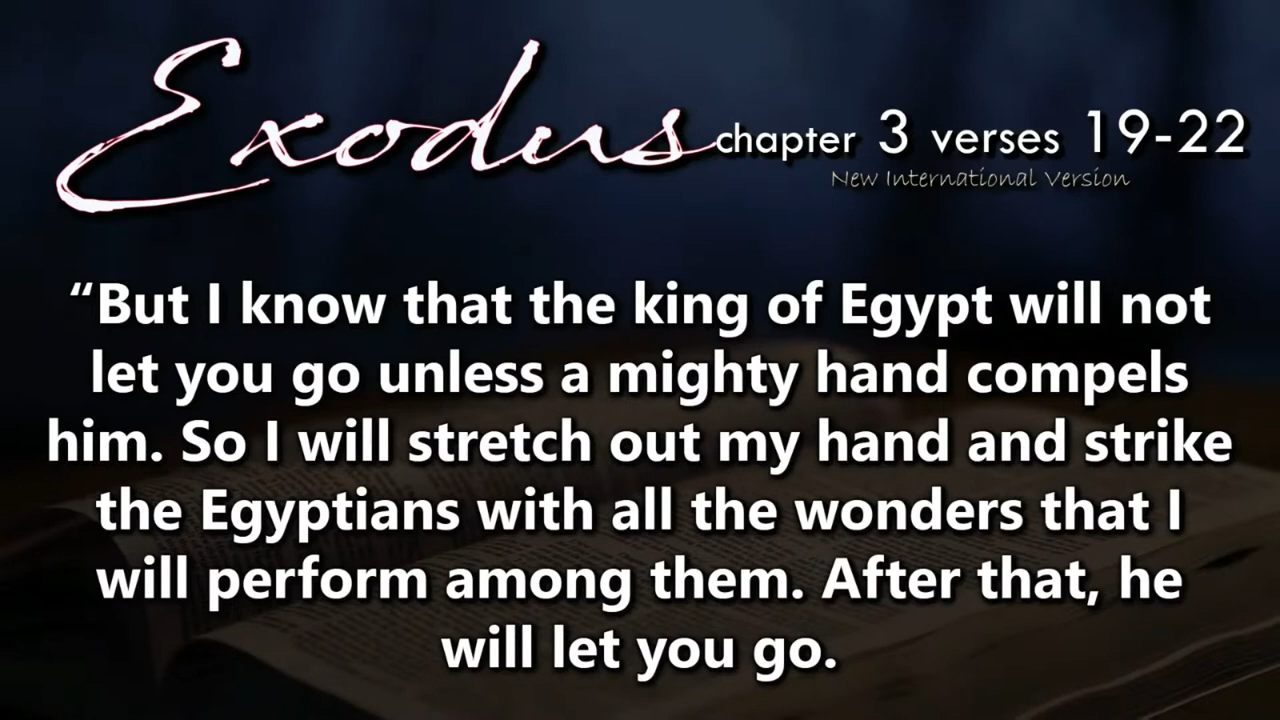 Exodus chapter 3 verses 19-22
New International Version
“But I know that the king of Egypt will not
let you go unless a mighty hand compels
him. So I will stretch out my hand and strike
the Egyptians with all the wonders that I
will perform among them. After that, he
will let you go.